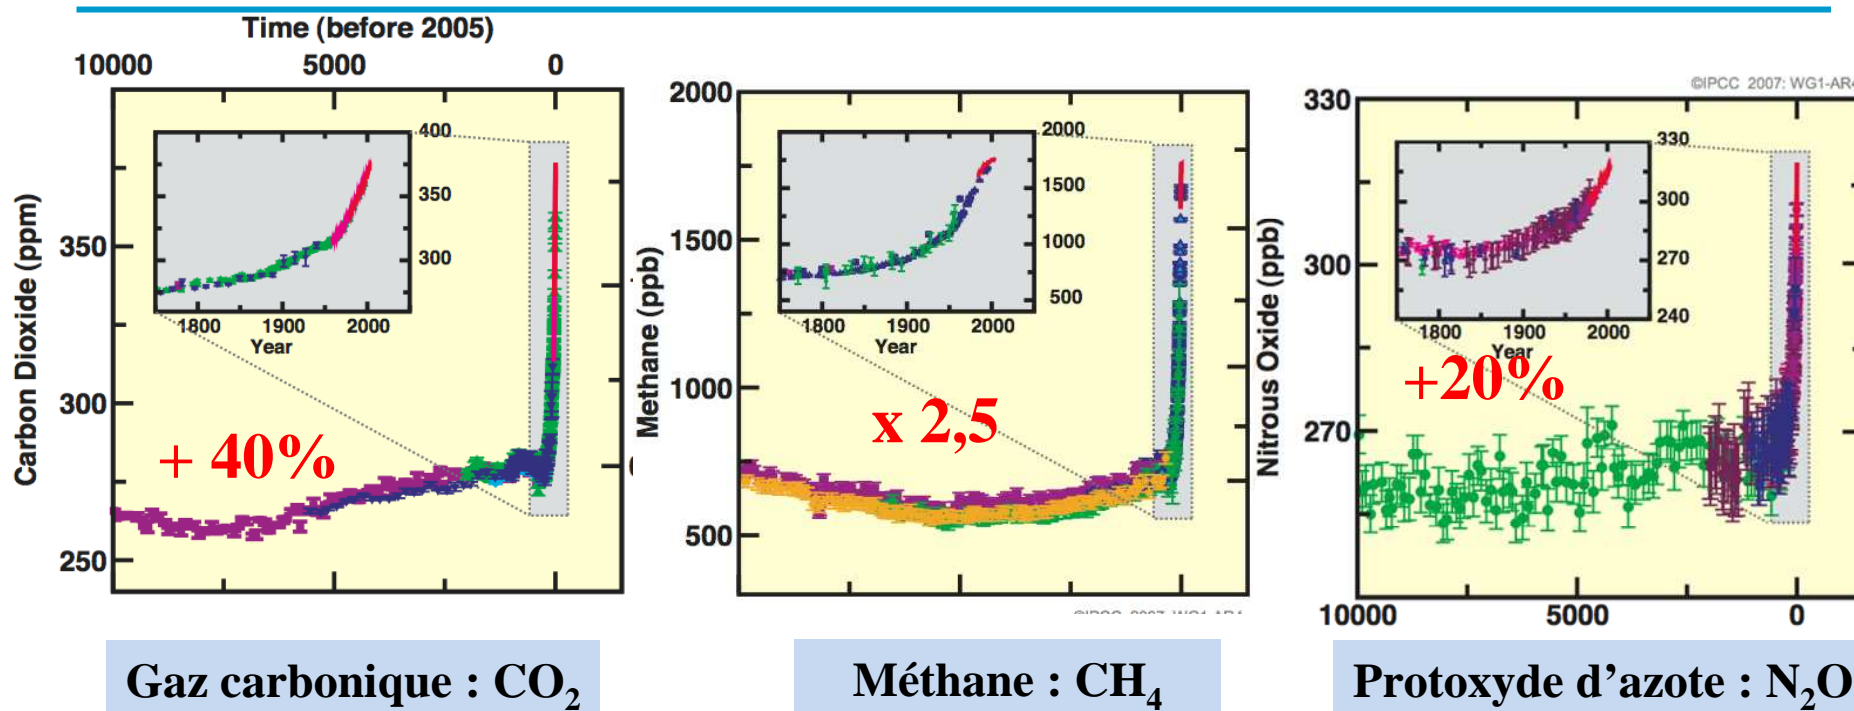 Time (before 2005)
10000 5000 0
Carbon Dioxide (ppm)
350
300
250
400
350
300
1800 1900 2000
Year
+ 40%
Gaz carbonique : CO₂
Methane (ppb)
2000
1500
1000
500
2000
1500
1000
500
1800 1900 2000
Year
x 2,5
Méthane : CH₄
©IPCC 2007: WG1-AR4
Nitrous Oxide (ppb)
330
300
270
330
300
270
240
1800 1900 2000
Year
+20%
10000 5000 0
Protoxyde d’azote : N₂O